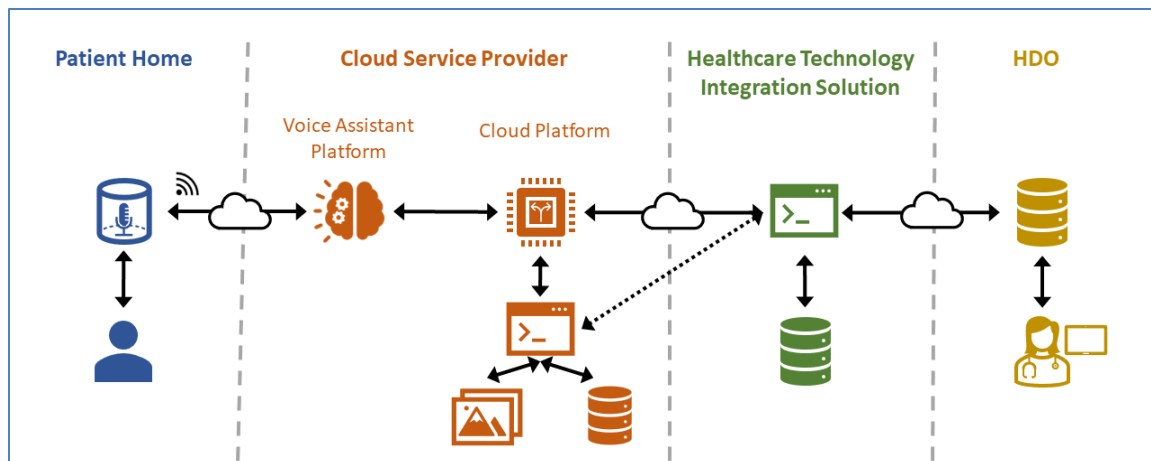 Patient Home
Cloud Service Provider
Healthcare Technology
Integration Solution
HDO
Voice Assistant
Platform
Cloud Platform